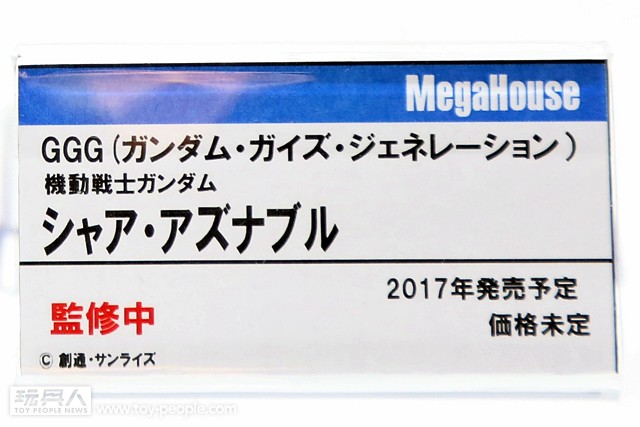 MegaHouse
GGG(ガンダム・ガイズ・ジェネレーション)
機動戦士ガンダム
シャア・アズナブル
2017年発売予定
監修中
価格未定
© 創通・サンライズ
玩具人
TOY PEOPLE NEWS
www.toy-people.com